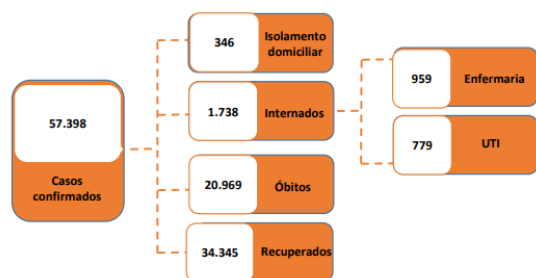 57.398
Casos
confirmados
346
Isolamento
domiciliar
1.738
Internados
20.969
Óbitos
34.345
Recuperados
959
Enfermaria
779
UTI